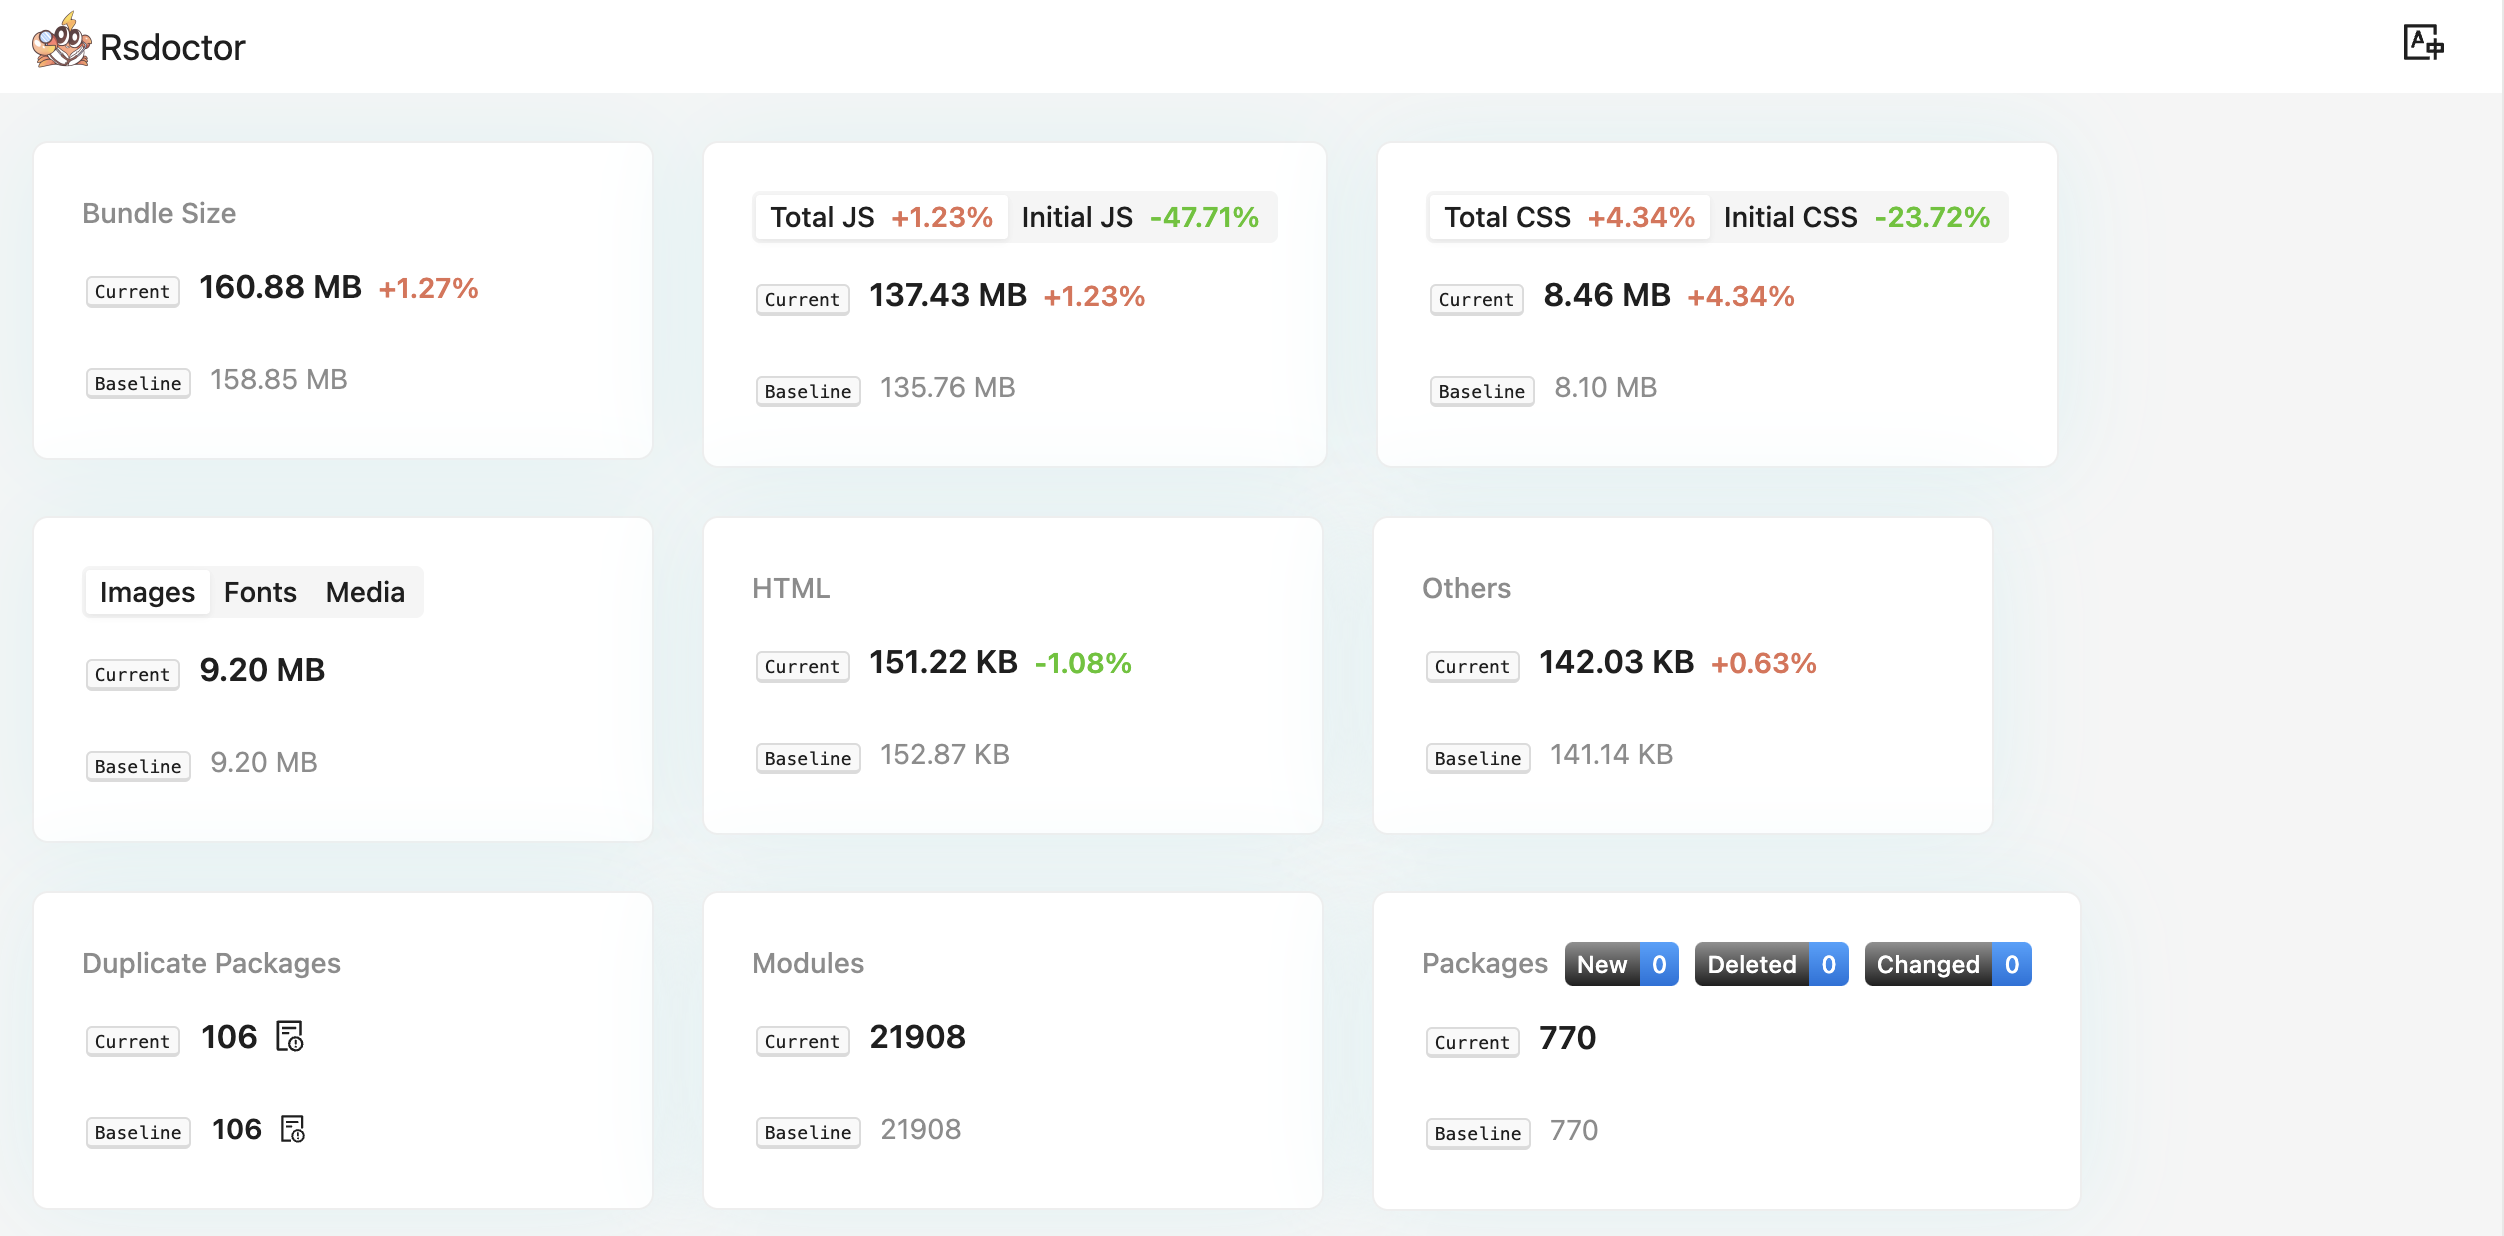 Rsdoctor
Bundle Size
Current 160.88 MB +1.27%
Baseline 158.85 MB
Total JS +1.23% Initial JS -47.71%
Current 137.43 MB +1.23%
Baseline 135.76 MB
Total CSS +4.34% Initial CSS -23.72%
Current 8.46 MB +4.34%
Baseline 8.10 MB
Images Fonts Media
Current 9.20 MB
Baseline 9.20 MB
HTML
Current 151.22 KB -1.08%
Baseline 152.87 KB
Others
Current 142.03 KB +0.63%
Baseline 141.14 KB
Duplicate Packages
Current 106
Baseline 106
Modules
Current 21908
Baseline 21908
Packages New 0 Deleted 0 Changed 0
Current 770
Baseline 770